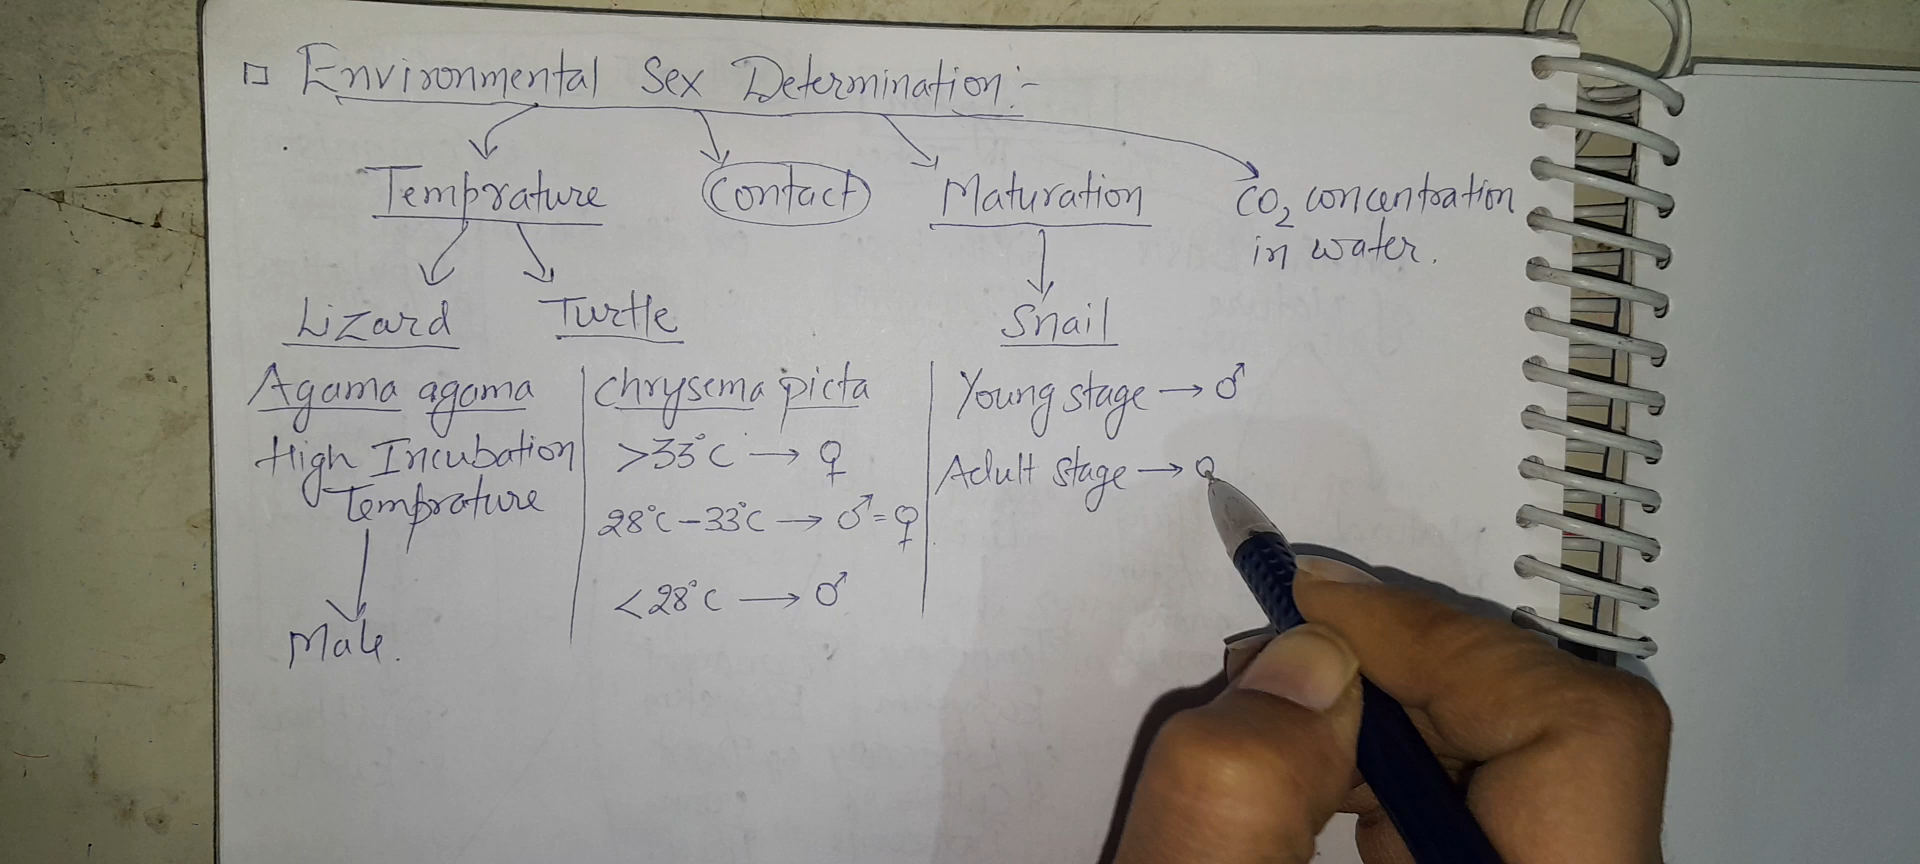 Environmental Sex Determination:-
Temprature
Contact
Maturation
CO₂ concentration
in water.
Lizard
Turtle
Snail
Agama agama
High Incubation
Temprature
Male.
Chrysema picta
>33°C → ♀
28°C-33°C → ♂=♀
<28°C → ♂
Young stage → ♂
Adult stage → ♀